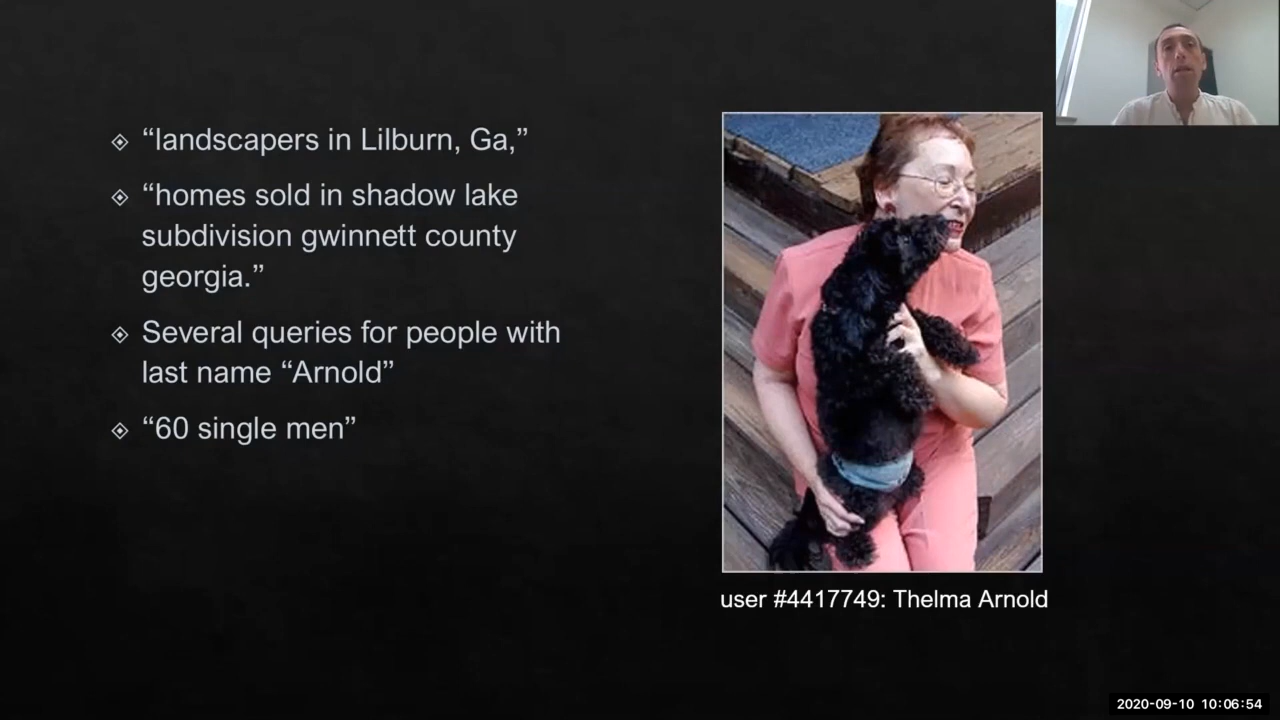 “landscapers in Lilburn, Ga,”
“homes sold in shadow lake
subdivision gwinnett county
georgia.”
Several queries for people with
last name “Arnold”
“60 single men”
user #4417749: Thelma Arnold
2020-09-10 10:06:54